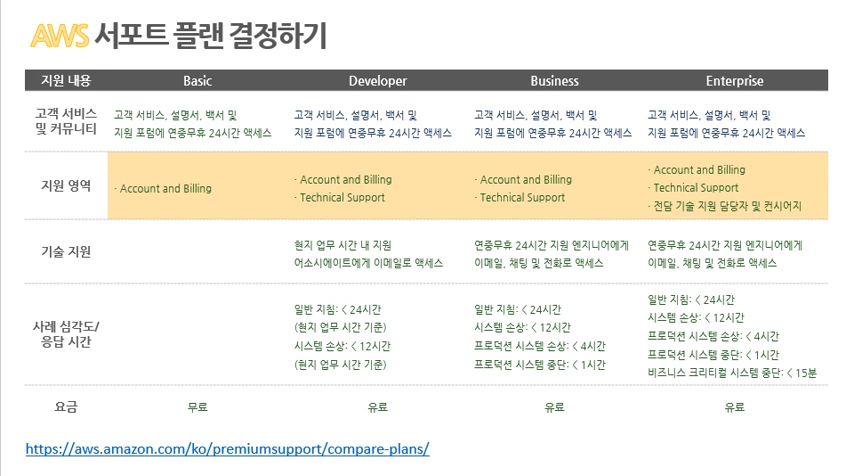 AWS 서포트 플랜 결정하기
지원 내용 Basic Developer Business Enterprise
고객 서비스
및 커뮤니티
고객 서비스, 설명서, 백서 및
지원 포럼에 연중무휴 24시간 액세스
고객 서비스, 설명서, 백서 및
지원 포럼에 연중무휴 24시간 액세스
고객 서비스, 설명서, 백서 및
지원 포럼에 연중무휴 24시간 액세스
고객 서비스, 설명서, 백서 및
지원 포럼에 연중무휴 24시간 액세스
지원 영역
· Account and Billing
· Account and Billing
· Technical Support
· Account and Billing
· Technical Support
· Account and Billing
· Technical Support
· 전담 기술 지원 담당자 및 컨시어지
기술 지원
현지 업무 시간 내 지원
어소시에이트에게 이메일로 액세스
연중무휴 24시간 지원 엔지니어에게
이메일, 채팅 및 전화로 액세스
연중무휴 24시간 지원 엔지니어에게
이메일, 채팅 및 전화로 액세스
사례 심각도/
응답 시간
일반 지침: < 24시간
(현지 업무 시간 기준)
시스템 손상: < 12시간
(현지 업무 시간 기준)
일반 지침: < 24시간
시스템 손상: < 12시간
프로덕션 시스템 손상: < 4시간
프로덕션 시스템 중단: < 1시간
일반 지침: < 24시간
시스템 손상: < 12시간
프로덕션 시스템 손상: < 4시간
프로덕션 시스템 중단: < 1시간
비즈니스 크리티컬 시스템 중단: < 15분
요금 무료 유료 유료 유료
https://aws.amazon.com/ko/premiumsupport/compare-plans/